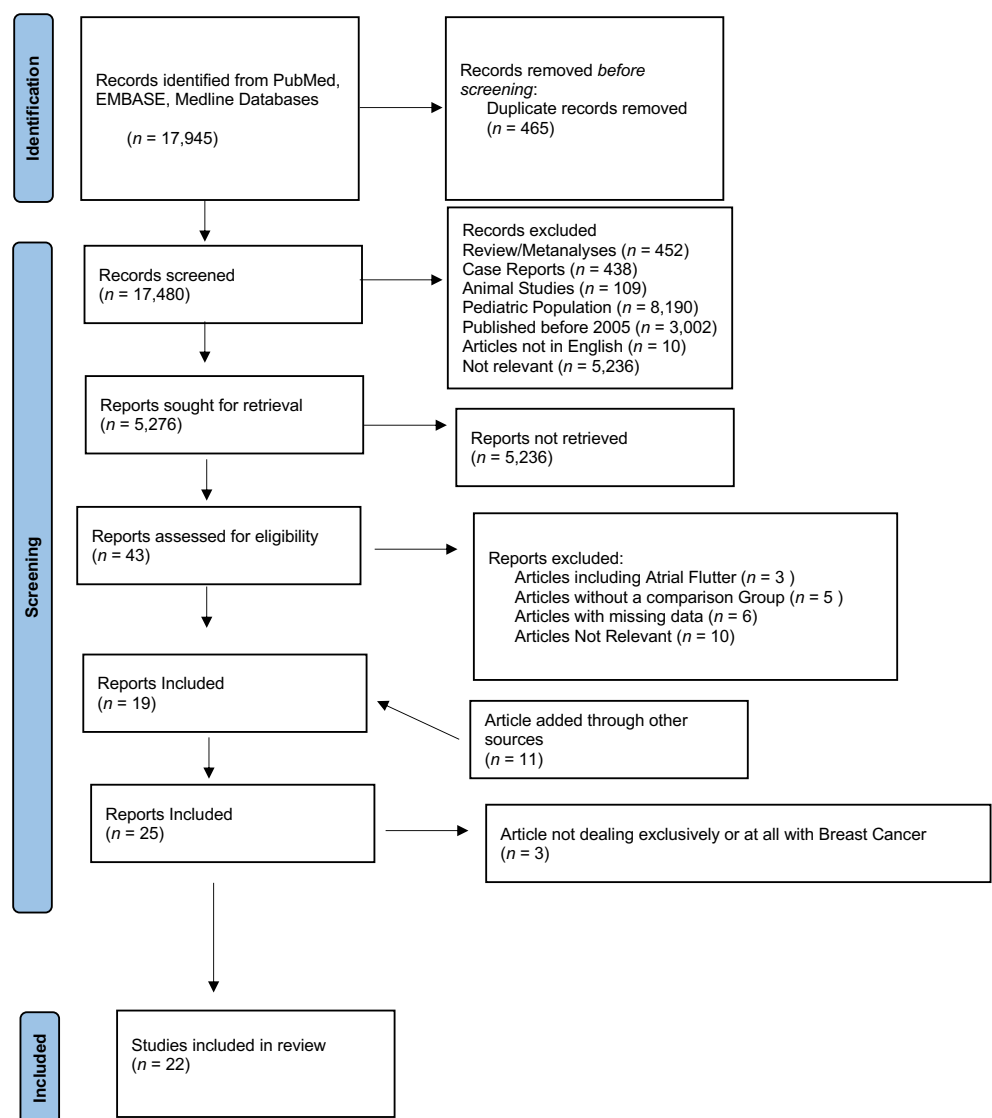 Identification
Records identified from PubMed,
EMBASE, Medline Databases
(n = 17,945)
Records removed before
screening:
Duplicate records removed
(n = 465)
Screening
Records screened
(n = 17,480)
Records excluded
Review/Metanalyses (n = 452)
Case Reports (n = 438)
Animal Studies (n = 109)
Pediatric Population (n = 8,190)
Published before 2005 (n = 3,002)
Articles not in English (n = 10)
Not relevant (n = 5,236)
Reports sought for retrieval
(n = 5,276)
Reports not retrieved
(n = 5,236)
Reports assessed for eligibility
(n = 43)
Reports excluded:
Articles including Atrial Flutter (n = 3 )
Articles without a comparison Group (n = 5 )
Articles with missing data (n = 6)
Articles Not Relevant (n = 10)
Reports Included
(n = 19)
Article added through other
sources
(n = 11)
Reports Included
(n = 25)
Article not dealing exclusively or at all with Breast Cancer
(n = 3)
Included
Studies included in review
(n = 22)